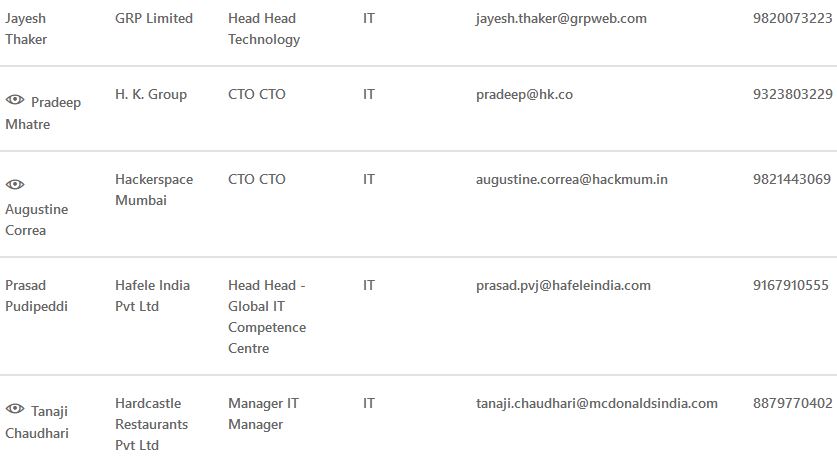 Jayesh GRP Limited Head Head IT jayesh.thaker@grpweb.com 9820073223
Thaker Technology
Pradeep H. K. Group CTO CTO IT pradeep@hk.co 9323803229
Mhatre
Hackerspace CTO CTO IT augustine.correa@hackmum.in 9821443069
Augustine Mumbai
Correa
Prasad Hafele India Head Head - IT prasad.pvj@hafeleindia.com 9167910555
Pudipeddi Pvt Ltd Global IT
Competence
Centre
Tanaji Hardcastle Manager IT IT tanaji.chaudhari@mcdonaldsindia.com 8879770402
Chaudhari Restaurants Manager
Pvt Ltd